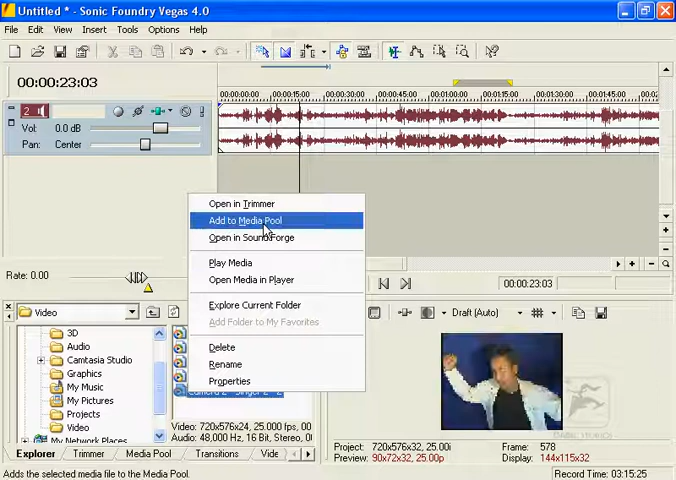 Untitled * - Sonic Foundry Vegas 4.0
File Edit View Insert Tools Options Help
00:00:23:03
00:00:00:00 00:00:15:00 00:00:45:00 00:01:00:00 00:01:15:00 00:01:30:00 00:01:45:00
2
Vol: 0.0 dB
Pan: Center
Open in Trimmer
Add to Media Pool
Open in Sound Forge
Play Media
Open Media in Player
Explore Current Folder
Add Folder to My Favorites
Delete
Rename
Properties
Rate: 0.00
00:00:23:03
Video
Draft (Auto)
3D
Audio
Camtasia Studio
Graphics
My Music
My Pictures
Projects
Video
My Network Places
Video: 720x576x24, 25.000 fps, 00
Audio: 48,000 Hz, 16 Bit, Stereo, 0
Project: 720x576x32, 25.00i
Preview: 90x72x32, 25.00p
Frame: 578
Display: 144x115x32
Explorer Trimmer Media Pool Transitions
Adds the selected media file to the Media Pool.
Record Time: 03:15:25